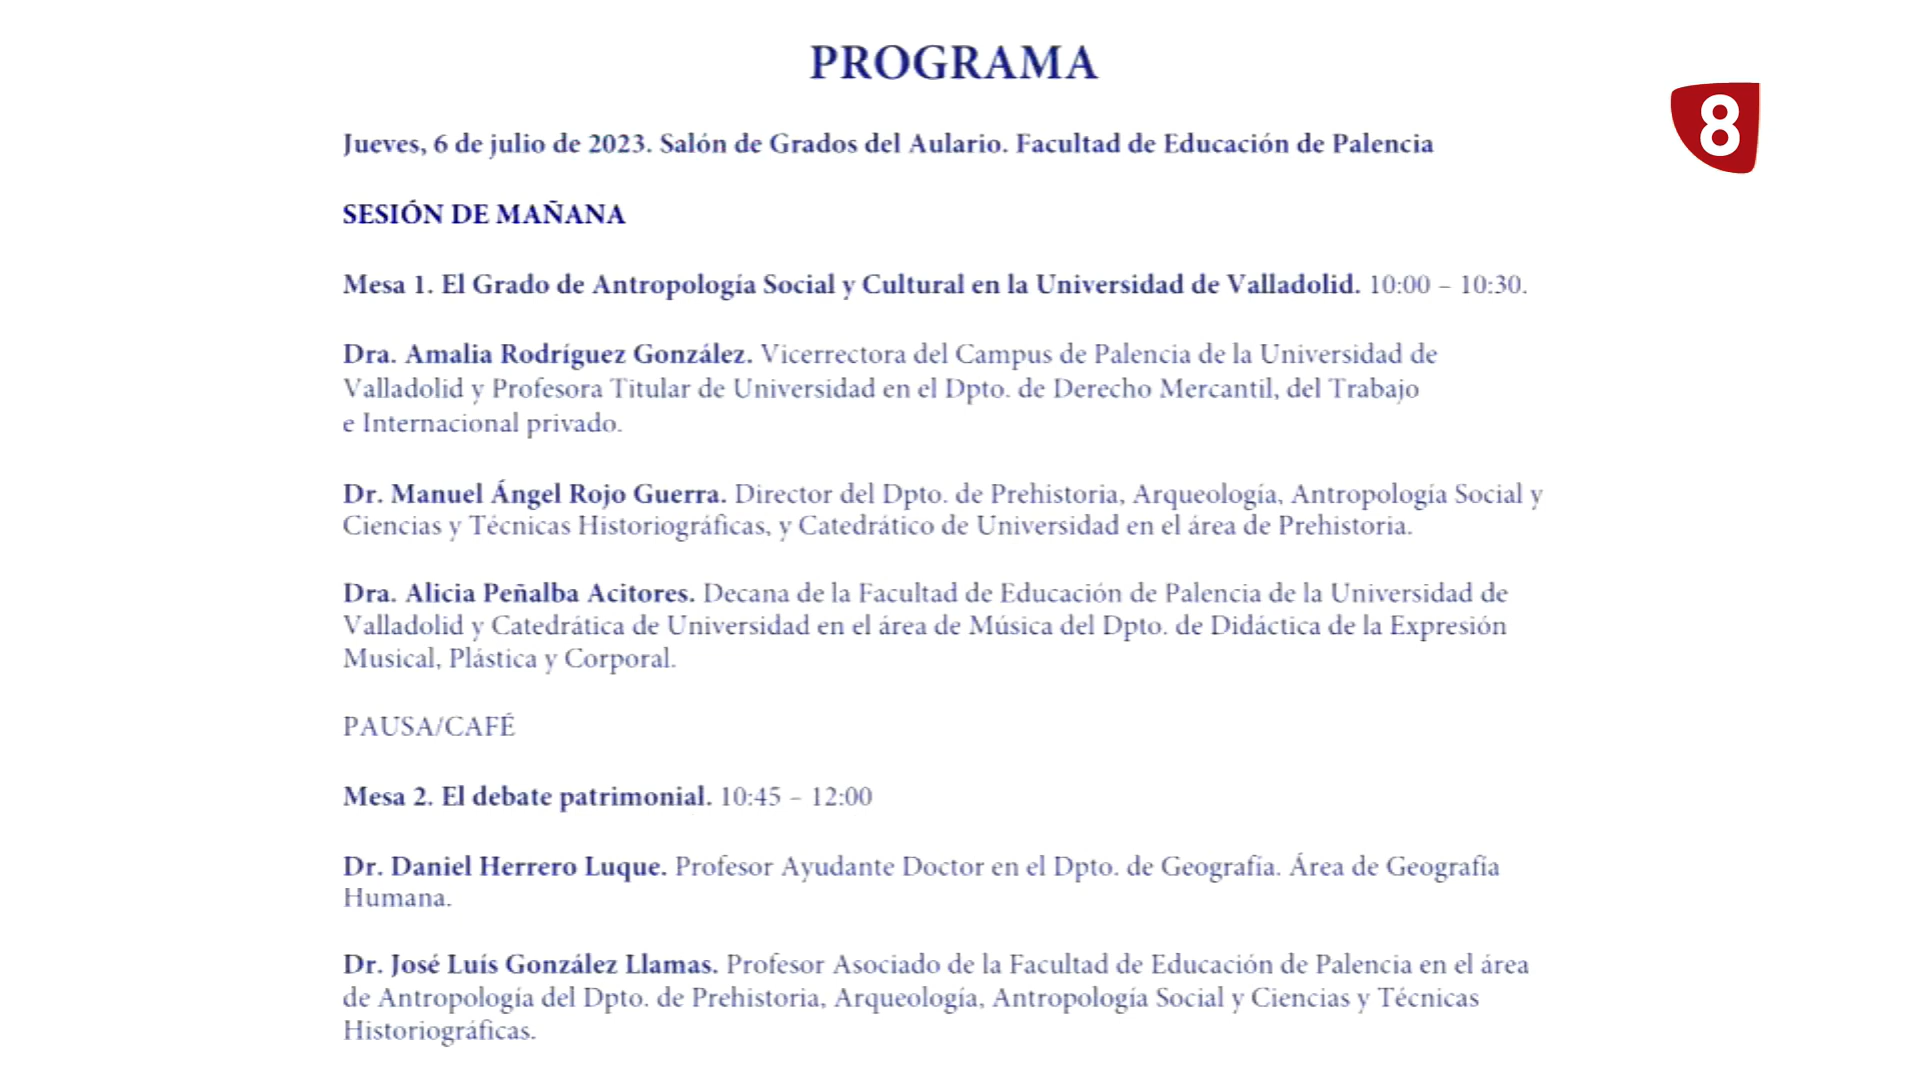 PROGRAMA
8
Jueves, 6 de julio de 2023. Salón de Grados del Aulario. Facultad de Educación de Palencia
SESIÓN DE MAÑANA
Mesa 1. El Grado de Antropología Social y Cultural en la Universidad de Valladolid. 10:00 – 10:30.
Dra. Amalia Rodríguez González. Vicerrectora del Campus de Palencia de la Universidad de
Valladolid y Profesora Titular de Universidad en el Dpto. de Derecho Mercantil, del Trabajo
e Internacional privado.
Dr. Manuel Ángel Rojo Guerra. Director del Dpto. de Prehistoria, Arqueología, Antropología Social y
Ciencias y Técnicas Historiográficas, y Catedrático de Universidad en el área de Prehistoria.
Dra. Alicia Peñalba Acitores. Decana de la Facultad de Educación de Palencia de la Universidad de
Valladolid y Catedrática de Universidad en el área de Música del Dpto. de Didáctica de la Expresión
Musical, Plástica y Corporal.
PAUSA/CAFÉ
Mesa 2. El debate patrimonial. 10:45 – 12:00
Dr. Daniel Herrero Luque. Profesor Ayudante Doctor en el Dpto. de Geografía. Área de Geografía
Humana.
Dr. José Luís González Llamas. Profesor Asociado de la Facultad de Educación de Palencia en el área
de Antropología del Dpto. de Prehistoria, Arqueología, Antropología Social y Ciencias y Técnicas
Historiográficas.